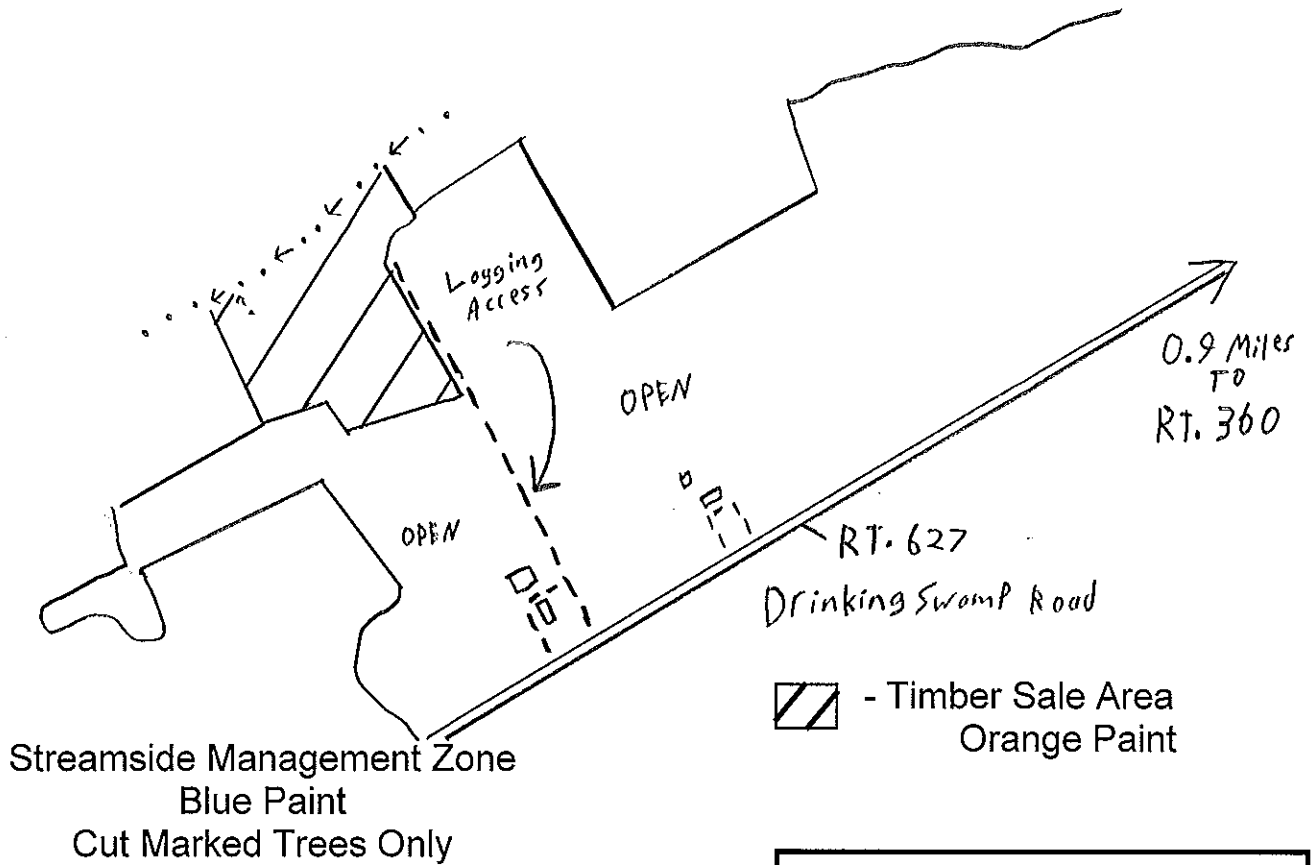 Logging
Access
OPEN
0.9 Miles
TO
RT. 360
OPEN
RT. 627
Drinking Swamp Road
- Timber Sale Area
Orange Paint
Streamside Management Zone
Blue Paint
Cut Marked Trees Only